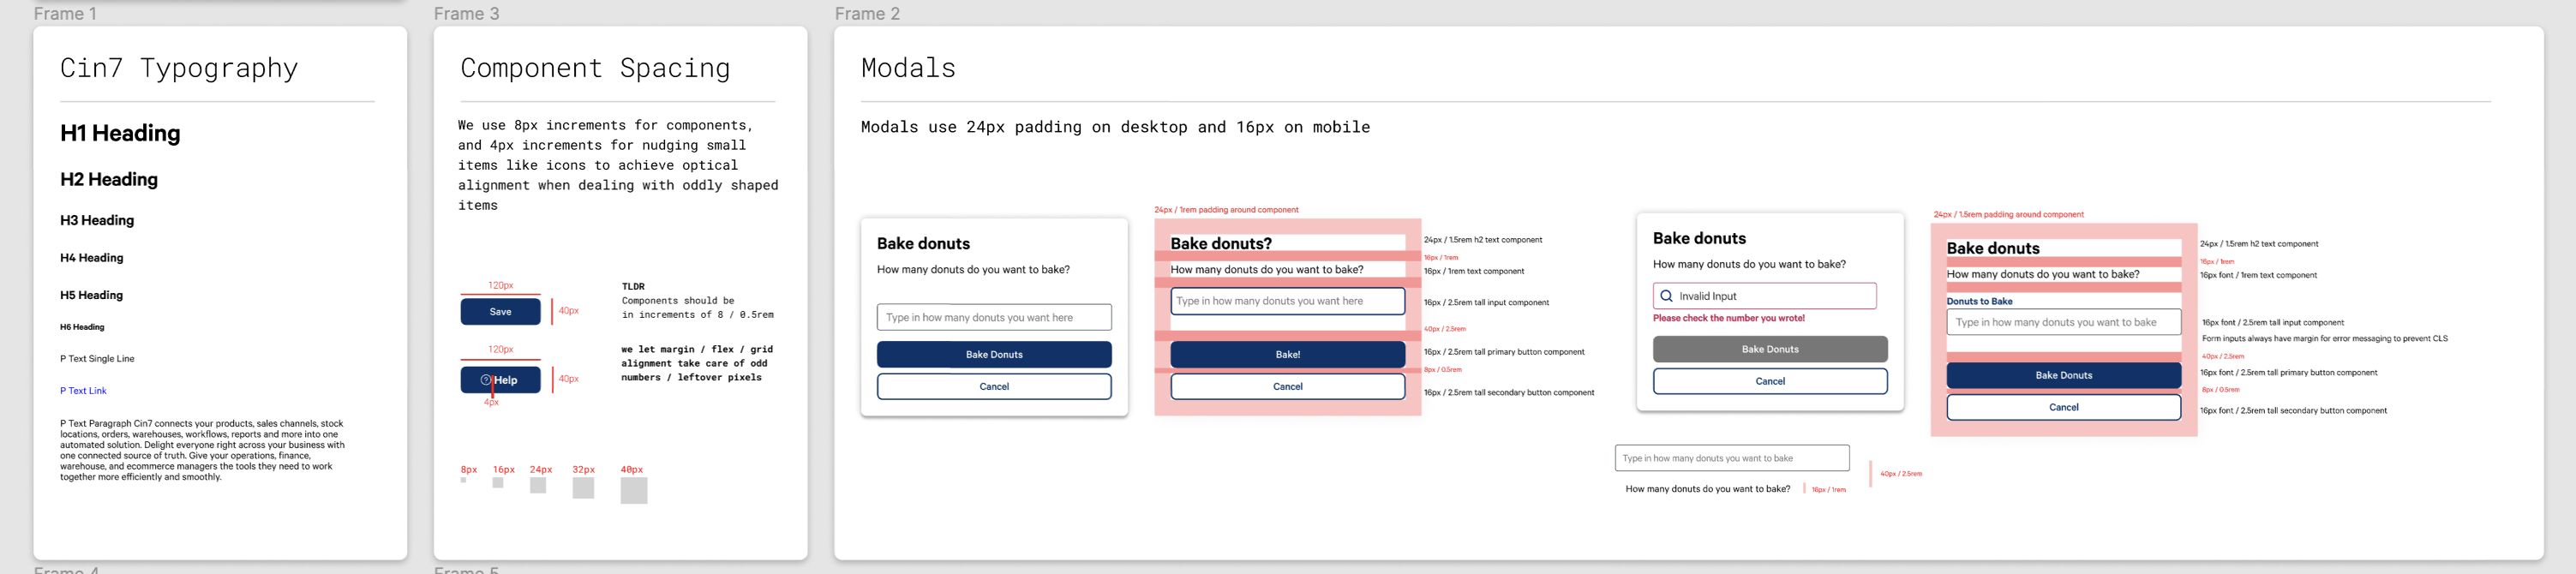 Frame 1
Cin7 Typography
H1 Heading
H2 Heading
H3 Heading
H4 Heading
H5 Heading
H6 Heading
P Text Single Line
P Text Link
P Text Paragraph Cin7 connects your products, sales channels, stock
locations, orders, warehouses, workflows, reports and more into one
automated solution. Delight everyone right across your business with
one connected source of truth. Give your operations, finance,
warehouse, and ecommerce managers the tools they need to work
together more efficiently and smoothly.
Frame 4
Frame 3
Component Spacing
We use 8px increments for components,
and 4px increments for nudging small
items like icons to achieve optical
alignment when dealing with oddly shaped
items
120px
Save
40px
120px
Help
40px
4px
TLDR
Components should be
in increments of 8 / 0.5rem
we let margin / flex / grid
alignment take care of odd
numbers / leftover pixels
8px 16px 24px 32px 40px
Frame 5
Frame 2
Modals
Modals use 24px padding on desktop and 16px on mobile
Bake donuts
How many donuts do you want to bake?
Type in how many donuts you want here
Bake Donuts
Cancel
24px / 1rem padding around component
Bake donuts?
How many donuts do you want to bake?
Type in how many donuts you want here
Bake!
Cancel
24px / 1.5rem h2 text component
16px / 1rem
16px / 1rem text component
16px / 2.5rem tall input component
40px / 2.5rem
16px / 2.5rem tall primary button component
8px / 0.5rem
16px / 2.5rem tall secondary button component
Bake donuts
How many donuts do you want to bake?
Invalid Input
Please check the number you wrote!
Bake Donuts
Cancel
24px / 1.5rem padding around component
Bake donuts
How many donuts do you want to bake?
Donuts to Bake
Type in how many donuts you want to bake
Bake Donuts
Cancel
24px / 1.5rem h2 text component
16px / 1rem
16px font / 1rem text component
16px font / 2.5rem tall input component
Form inputs always have margin for error messaging to prevent CLS
40px / 2.5rem
16px font / 2.5rem tall primary button component
8px / 0.5rem
16px font / 2.5rem tall secondary button component
Type in how many donuts you want to bake
40px / 2.5rem
How many donuts do you want to bake?
16px / 1rem